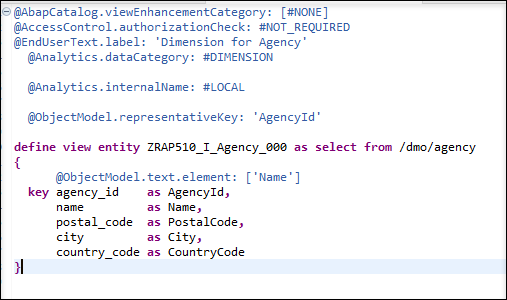 @AbapCatalog.viewEnhancementCategory: [#NONE]
@AccessControl.authorizationCheck: #NOT_REQUIRED
@EndUserText.label: 'Dimension for Agency'
@Analytics.dataCategory: #DIMENSION
@Analytics.internalName: #LOCAL
@ObjectModel.representativeKey: 'AgencyId'
define view entity ZRAP510_I_Agency_000 as select from /dmo/agency
{
@ObjectModel.text.element: ['Name']
key agency_id as AgencyId,
name as Name,
postal_code as PostalCode,
city as City,
country_code as CountryCode
}